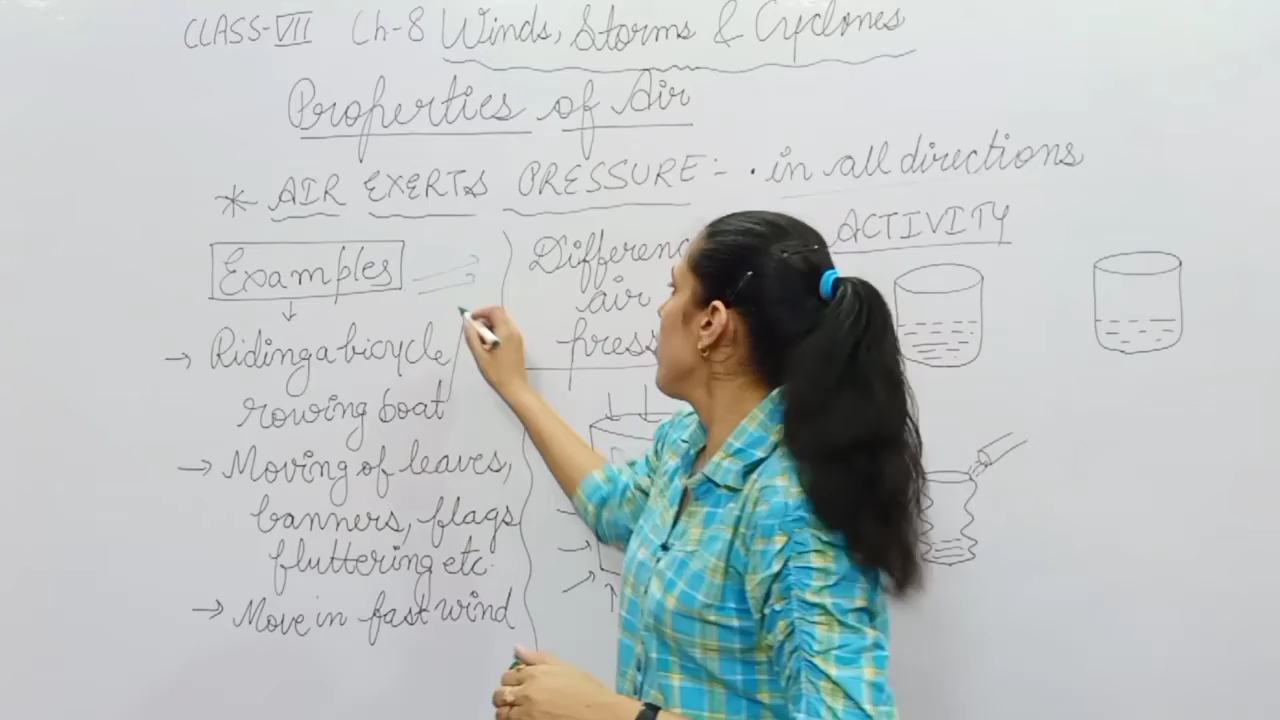 CLASS-VII Ch-8 Winds, Storms & Cyclones
Properties of Air
* AIR EXERTS PRESSURE:- • in all directions
Examples
Riding a bicycle
rowing boat
Moving of leaves,
banners, flags
fluttering etc.
Move in fast wind
air
ACTIVITY